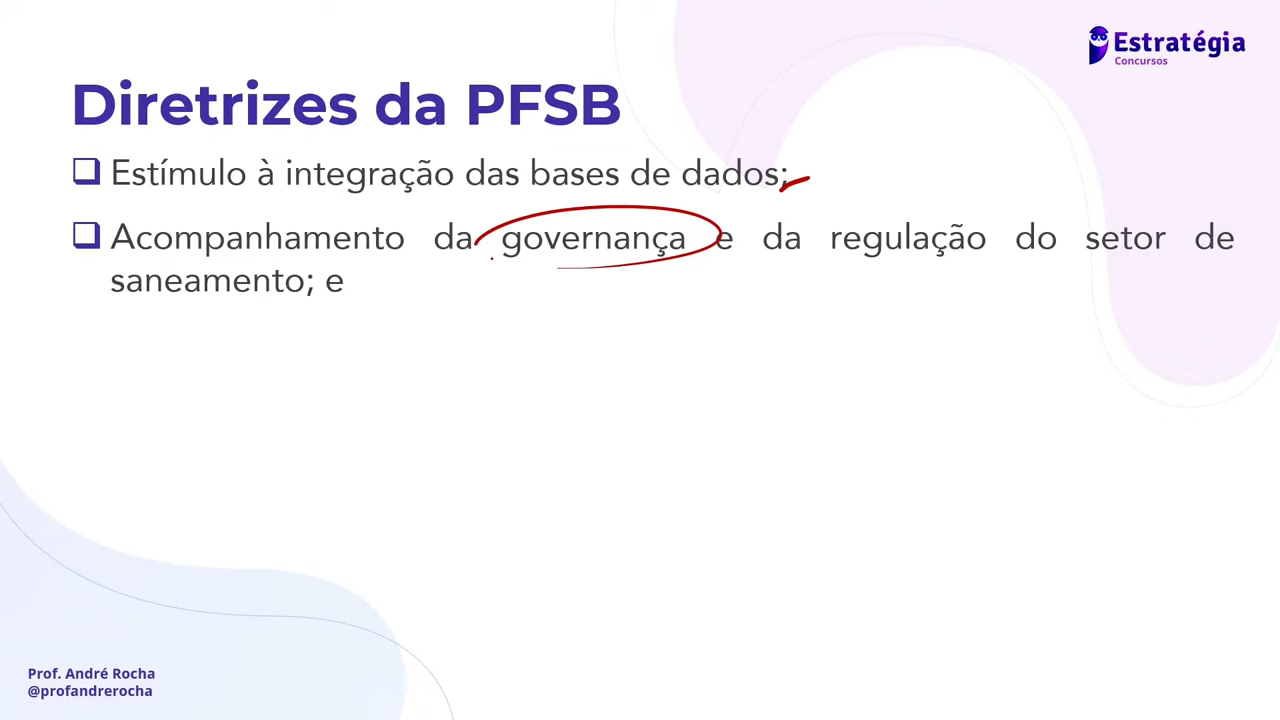 Estratégia
Concursos
Diretrizes da PFSB
Estímulo à integração das bases de dados;
Acompanhamento da governança e da regulação do setor de
saneamento; e
Prof. André Rocha
@profandrerocha